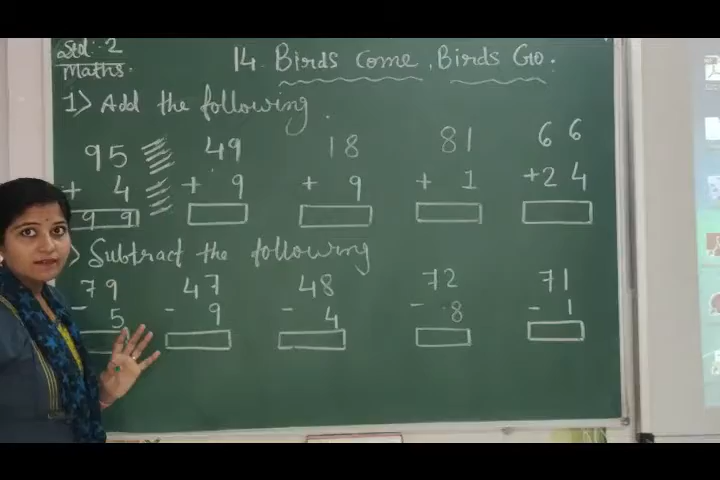 Std:- 2
Maths.
14. Birds Come, Birds Go.
1) Add the following.
95 49 18 81 66
+ 4 + 9 + 9 + 1 +24
99
) Subtract the following
79 47 48 72 71
- 5 - 9 - 4 - 8 - 1